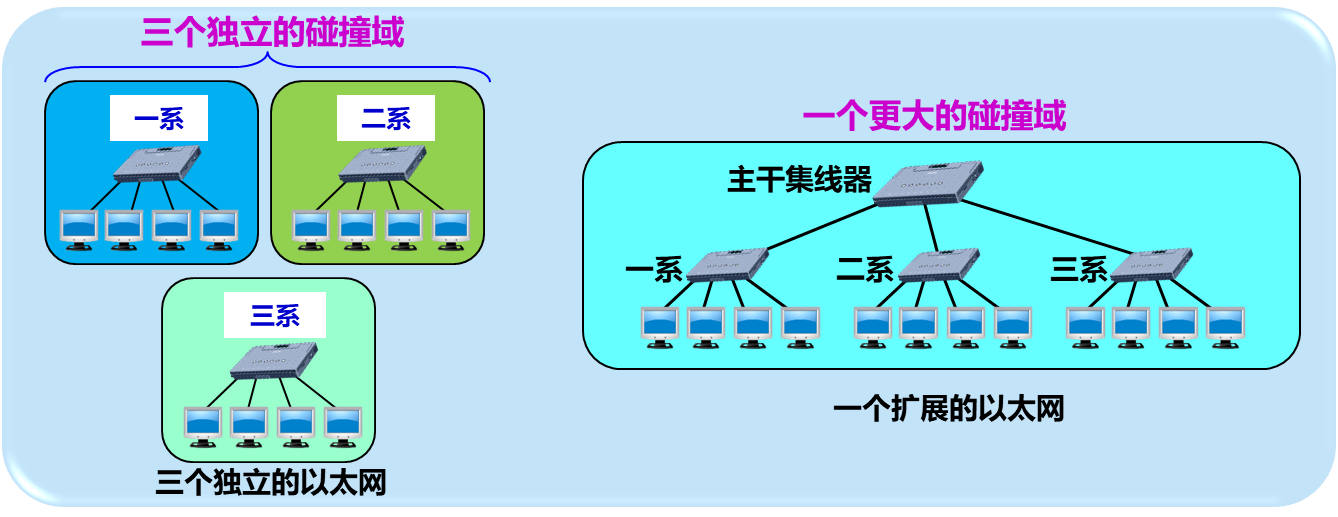 三个独立的碰撞域
一系
二系
三系
三个独立的以太网
一个更大的碰撞域
主干集线器
一系
二系
三系
一个扩展的以太网